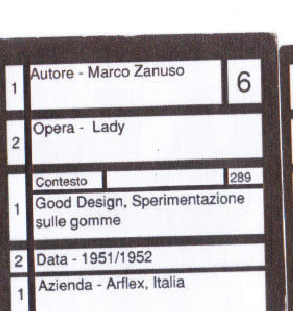 1 Autore - Marco Zanuso 6
2 Opera - Lady
Contesto 289
1 Good Design, Sperimentazione
sulle gomme
2 Data - 1951/1952
1 Azienda - Arflex, Italia